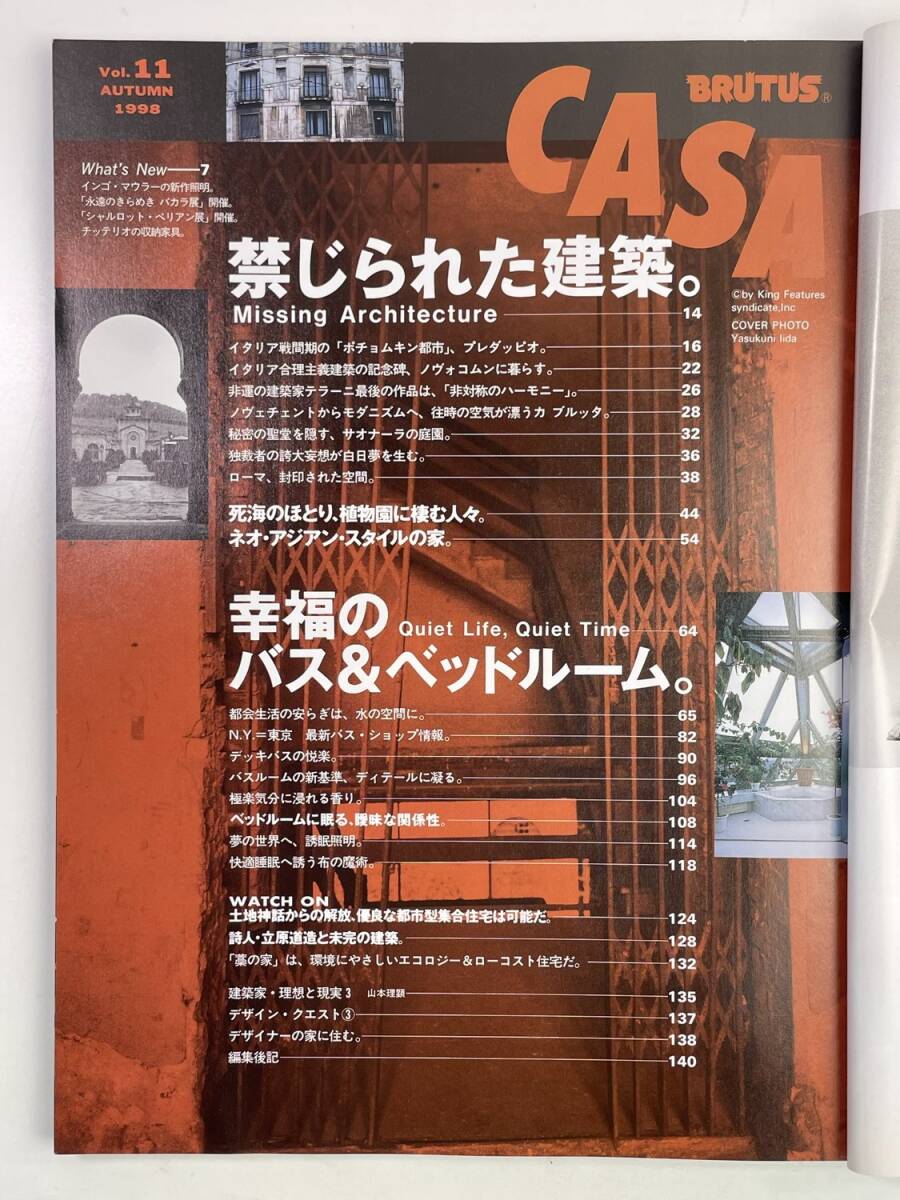 Vol.11
AUTUMN
1998
BRUTUS®
CASA
What's New 7
インゴ・マウラーの新作照明。
「永遠のきらめき バカラ展」開催。
「シャルロット・ペリアン展」開催。
チッテリオの収納家具。
©by King Features
syndicate,Inc
COVER PHOTO
Yasukuni Iida
禁じられた建築。
Missing Architecture 14
イタリア戦間期の「ポチョムキン都市」、プレダッピオ。 16
イタリア合理主義建築の記念碑、ノヴォコムンに暮らす。 22
非運の建築家テラーニ最後の作品は、「非対称のハーモニー」。 26
ノヴェチェントからモダニズムへ、往時の空気が漂うカ ブルッタ。 28
秘密の聖堂を隠す、サオナーラの庭園。 32
独裁者の誇大妄想が白日夢を生む。 36
ローマ、封印された空間。 38
死海のほとり、植物園に棲む人々。 44
ネオ・アジアン・スタイルの家。 54
幸福の
Quiet Life, Quiet Time 64
バス&ベッドルーム。
都会生活の安らぎは、水の空間に。 65
N.Y.=東京 最新バス・ショップ情報。 82
デッキバスの悦楽。 90
バスルームの新基準、ディテールに凝る。 96
極楽気分に浸れる香り。 104
ベッドルームに眠る、曖昧な関係性。 108
夢の世界へ、誘眠照明。 114
快適睡眠へ誘う布の魔術。 118
WATCH ON
土地神話からの解放、優良な都市型集合住宅は可能だ。 124
詩人・立原道造と未完の建築。 128
「藁の家」は、環境にやさしいエコロジー&ローコスト住宅だ。 132
建築家・理想と現実3 山本理顕 135
デザイン・クエスト③ 137
デザイナーの家に住む。 138
編集後記 140